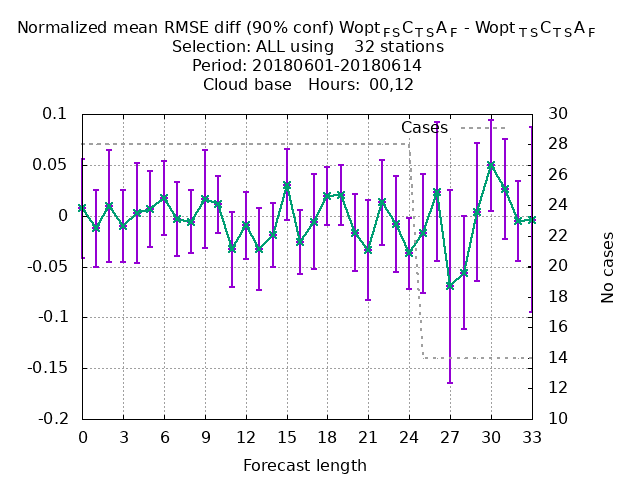 Normalized mean RMSE diff (90% conf) Wopt FS C TS A F - Wopt TS C TS A F
Selection: ALL using 32 stations
Period: 20180601-20180614
Cloud base Hours: 00,12
Cases
0.1
0.05
0
-0.05
-0.1
-0.15
-0.2
30
28
26
24
22
20
18
16
14
12
10
No cases
0 3 6 9 12 15 18 21 24 27 30 33
Forecast length